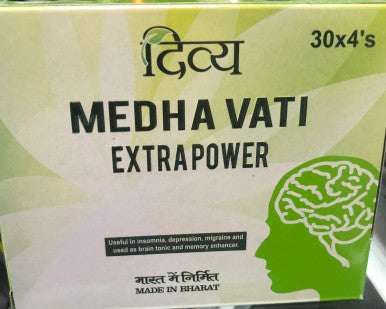 दिव्य
30x4's
MEDHA VATI
EXTRAPOWER
Useful in insomnia, depression, migraine and
used as brain tonic and memory enhancer.
भारत में निर्मित
MADE IN BHARAT